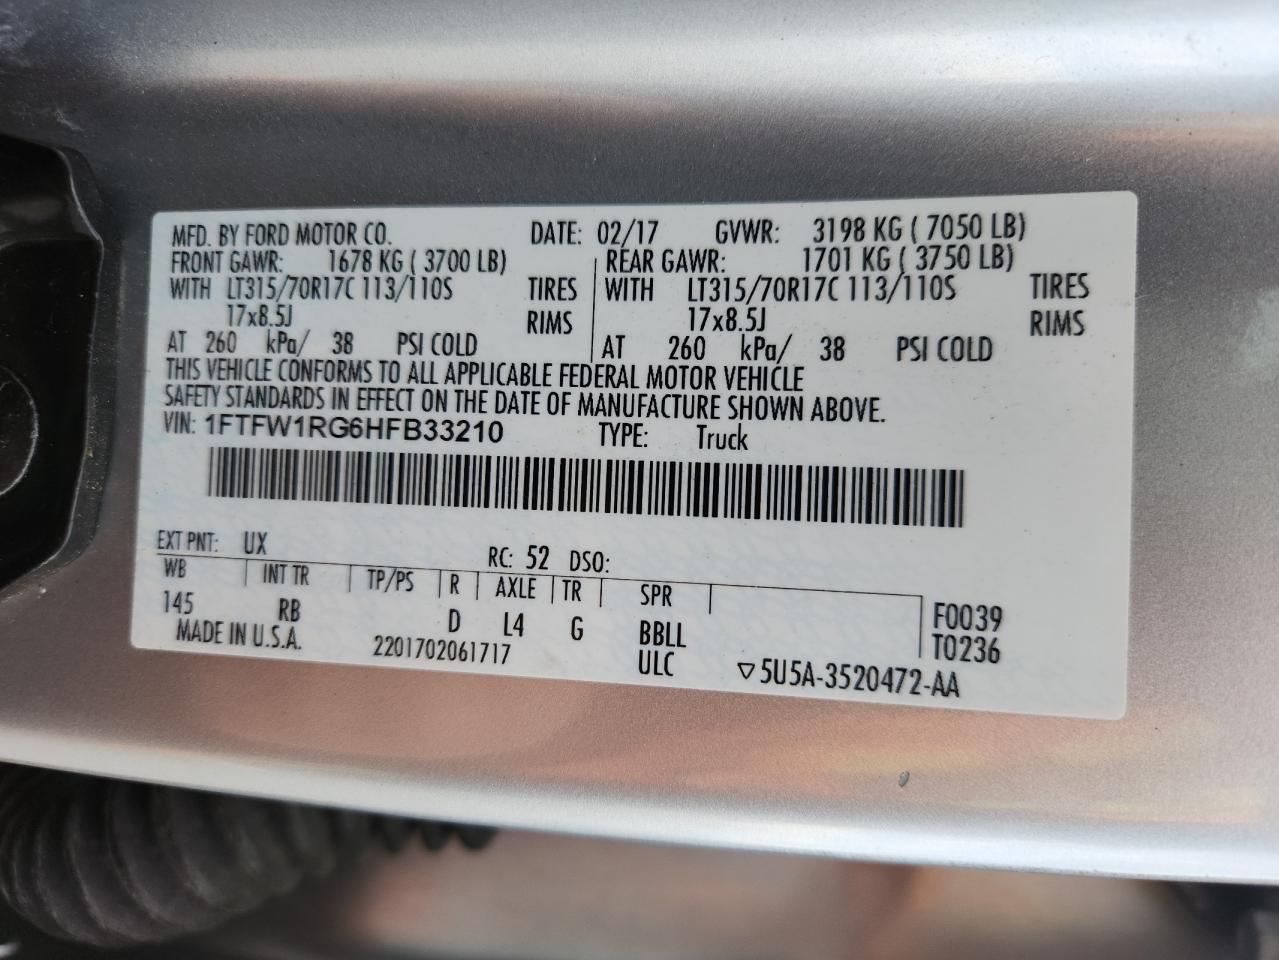 MFD. BY FORD MOTOR CO. DATE: 02/17 GVWR: 3198 KG ( 7050 LB)
FRONT GAWR: 1678 KG ( 3700 LB) REAR GAWR: 1701 KG ( 3750 LB)
WITH LT315/70R17C 113/110S TIRES WITH LT315/70R17C 113/110S TIRES
17x8.5J RIMS 17x8.5J RIMS
AT 260 kPa/ 38 PSI COLD AT 260 kPa/ 38 PSI COLD
THIS VEHICLE CONFORMS TO ALL APPLICABLE FEDERAL MOTOR VEHICLE
SAFETY STANDARDS IN EFFECT ON THE DATE OF MANUFACTURE SHOWN ABOVE.
VIN: 1FTFW1RG6HFB33210 TYPE: Truck
EXT PNT: UX RC: 52 DSO:
WB INT TR TP/PS R AXLE TR SPR
145 RB D L4 G BBLL F0039
MADE IN U.S.A. 2201702061717 ULC T0236
▽5U5A-3520472-AA